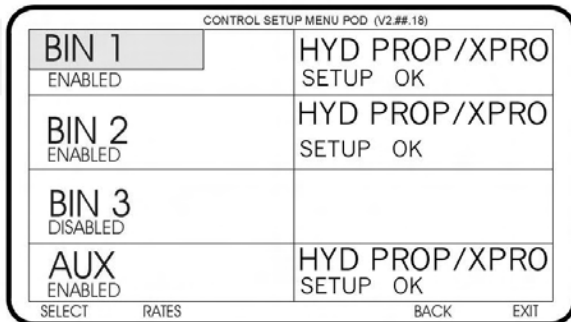 CONTROL SETUP MENU POD (V2.##.18)
BIN 1
ENABLED
HYD PROP/XPRO
SETUP OK
BIN 2
ENABLED
HYD PROP/XPRO
SETUP OK
BIN 3
DISABLED
AUX
ENABLED
HYD PROP/XPRO
SETUP OK
SELECT RATES BACK EXIT